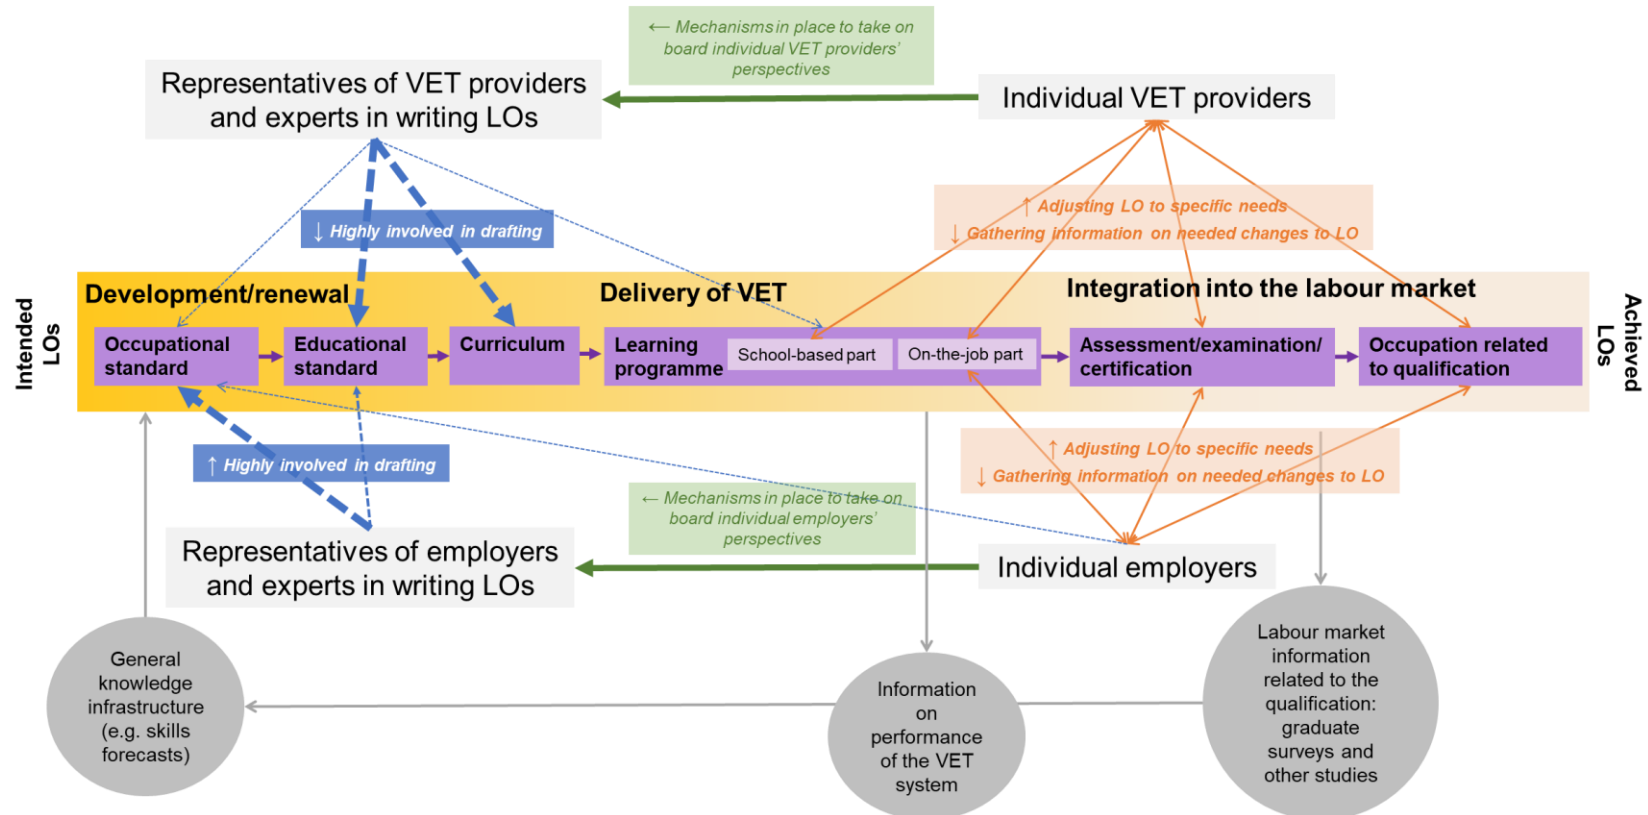 ← Mechanisms in place to take on
board individual VET providers'
perspectives
Representatives of VET providers
and experts in writing LOs
Individual VET providers
↓ Highly involved in drafting
↑ Adjusting LO to specific needs
↓ Gathering information on needed changes to LO
Intended
LOs
Development/renewal
Delivery of VET
Integration into the labour market
Achieved
LOs
Occupational
standard
Educational
standard
Curriculum
Learning
programme
School-based part
On-the-job part
Assessment/examination/
certification
Occupation related
to qualification
↑ Highly involved in drafting
↑ Adjusting LO to specific needs
↓ Gathering information on needed changes to LO
← Mechanisms in place to take on
board individual employers'
perspectives
Representatives of employers
and experts in writing LOs
Individual employers
General
knowledge
infrastructure
(e.g. skills
forecasts)
Information
on
performance
of the VET
system
Labour market
information
related to the
qualification:
graduate
surveys and
other studies